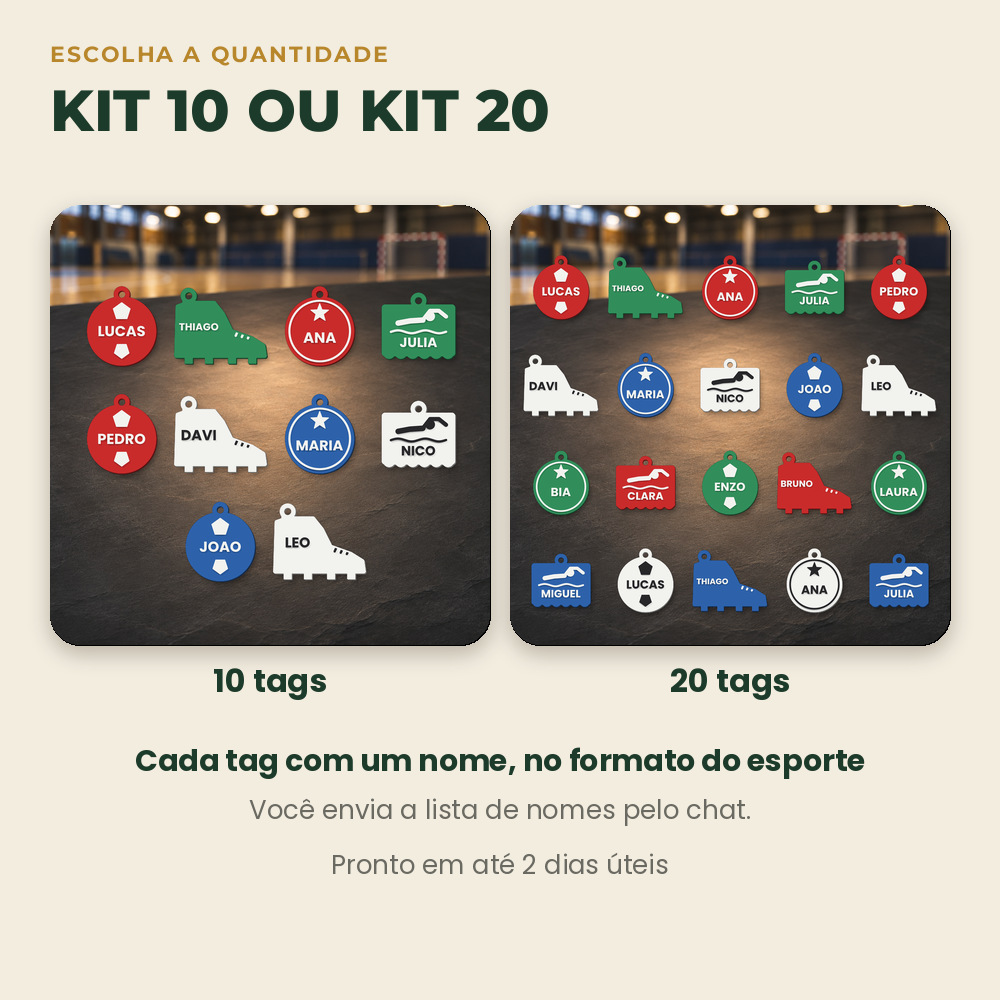 ESCOLHA A QUANTIDADE
KIT 10 OU KIT 20
LUCAS
THIAGO
ANA
JULIA
PEDRO
DAVI
MARIA
NICO
JOAO
LEO
LUCAS
THIAGO
ANA
JULIA
PEDRO
DAVI
MARIA
NICO
JOAO
LEO
BIA
CLARA
ENZO
BRUNO
LAURA
MIGUEL
LUCAS
THIAGO
ANA
JULIA
10 tags
20 tags
Cada tag com um nome, no formato do esporte
Você envia a lista de nomes pelo chat.
Pronto em até 2 dias úteis